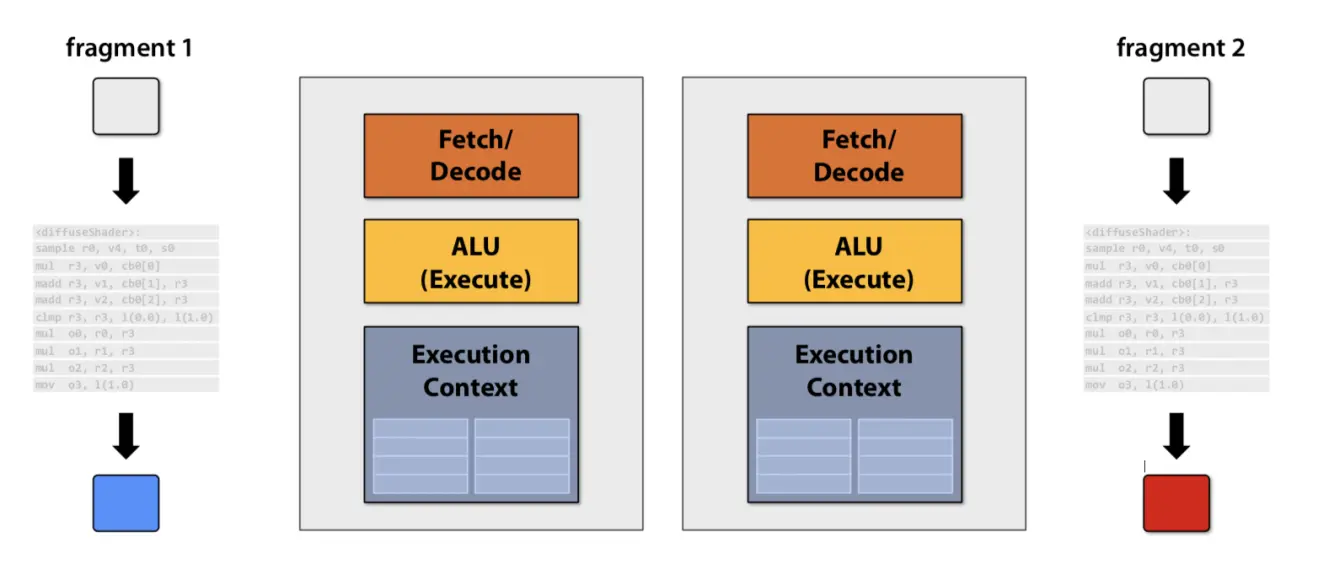 fragment 1
<diffuseShader>:
sample r0, v4, t0, s0
mul  r3, v0, cb0[0]
madd r3, v1, cb0[1], r3
madd r3, v2, cb0[2], r3
clmp r3, r3, l(0.0), l(1.0)
mul  o0, r0, r3
mul  o1, r1, r3
mul  o2, r2, r3
mov  o3, l(1.0)
Fetch/
Decode
ALU
(Execute)
Execution
Context
Fetch/
Decode
ALU
(Execute)
Execution
Context
fragment 2
<diffuseShader>:
sample r0, v4, t0, s0
mul  r3, v0, cb0[0]
madd r3, v1, cb0[1], r3
madd r3, v2, cb0[2], r3
clmp r3, r3, l(0.0), l(1.0)
mul  o0, r0, r3
mul  o1, r1, r3
mul  o2, r2, r3
mov  o3, l(1.0)